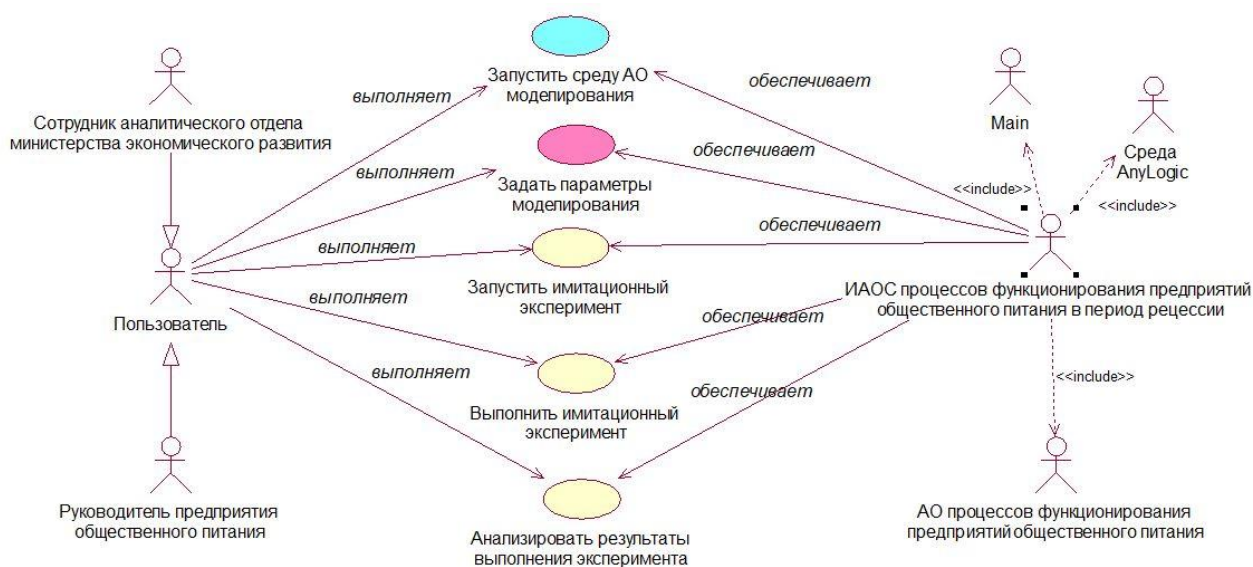 Запустить среду АО
моделирования
выполняет
обеспечивает
Сотрудник аналитического отдела
министерства экономического развития
Main
Среда
AnyLogic
выполняет
обеспечивает
Задать параметры
моделирования
<<include>>
<<include>>
выполняет
обеспечивает
Запустить имитационный
эксперимент
выполняет
обеспечивает
ИАОС процессов функционирования предприятий
общественного питания в период рецессии
Пользователь
выполняет
обеспечивает
<<include>>
Выполнить имитационный
эксперимент
Руководитель предприятия
общественного питания
АО процессов функционирования
предприятий общественного питания
Анализировать результаты
выполнения эксперимента